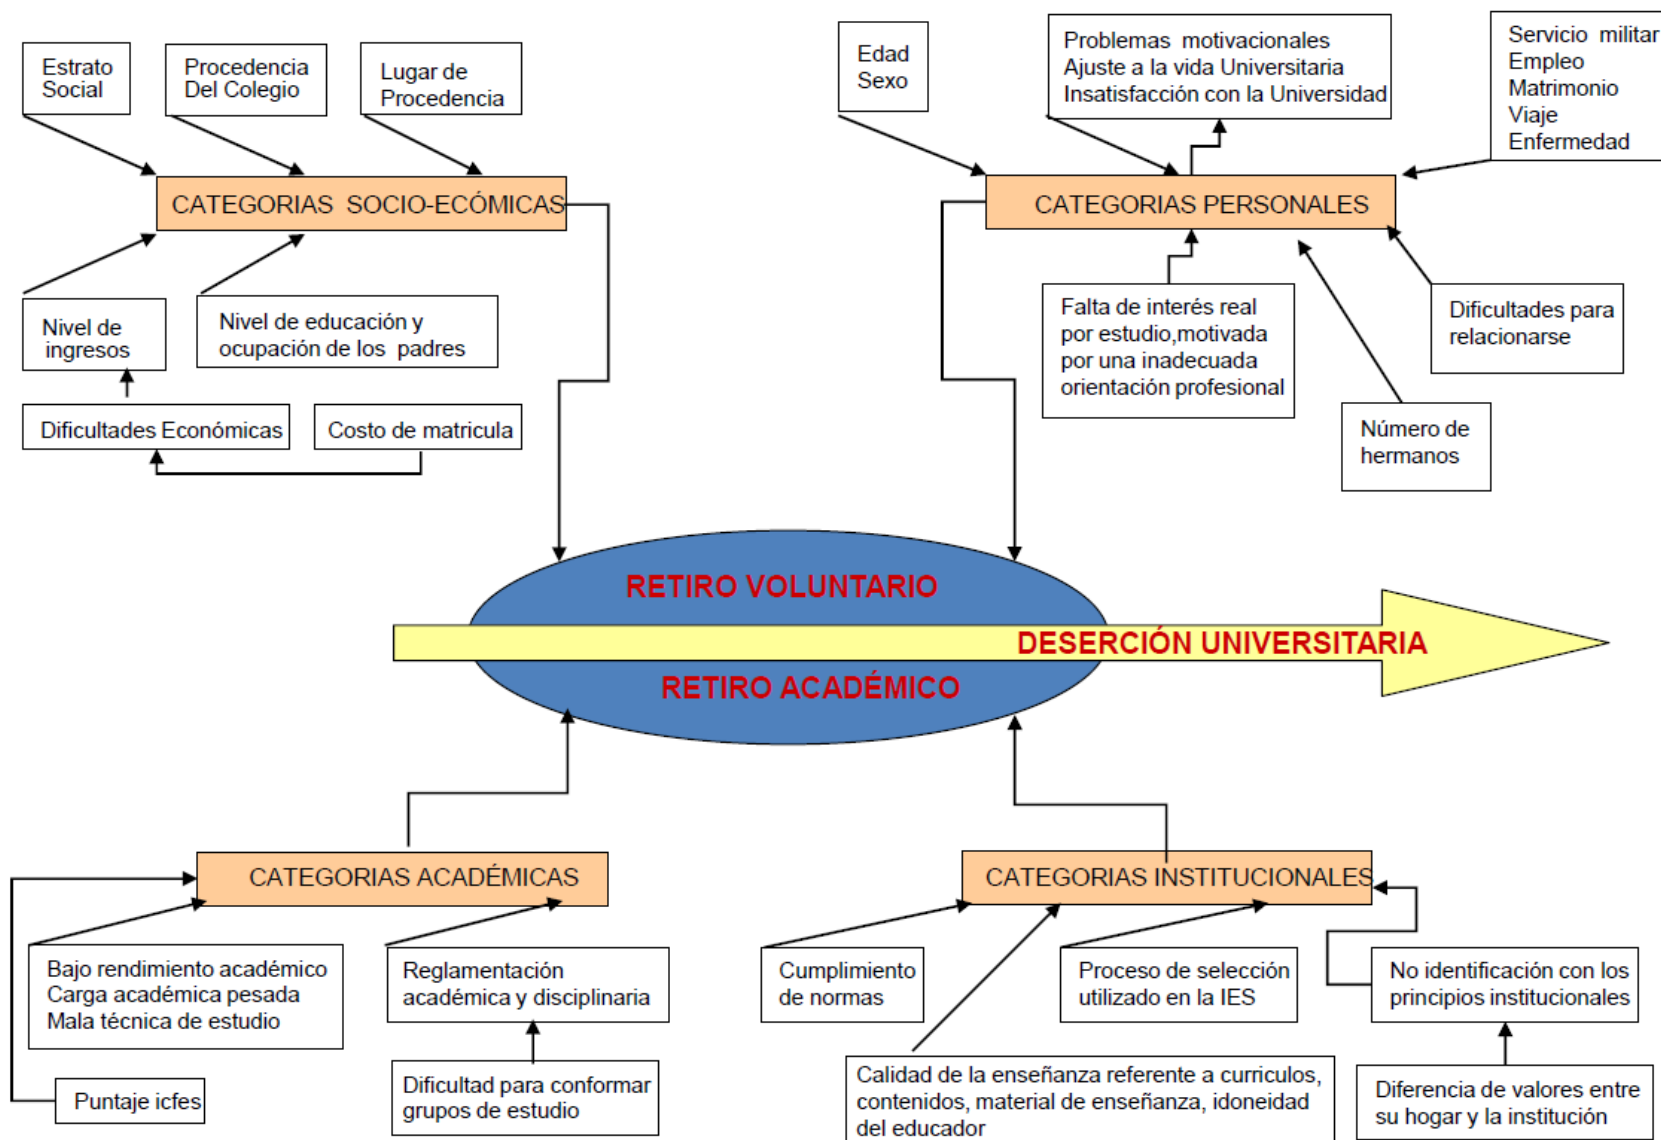 Estrato
Social
Procedencia
Del Colegio
Lugar de
Procedencia
CATEGORIAS SOCIO-ECÓMICAS
Nivel de
ingresos
Nivel de educación y
ocupación de los padres
Dificultades Económicas
Costo de matricula
Edad
Sexo
Problemas motivacionales
Ajuste a la vida Universitaria
Insatisfacción con la Universidad
Servicio militar
Empleo
Matrimonio
Viaje
Enfermedad
CATEGORIAS PERSONALES
Falta de interés real
por estudio,motivada
por una inadecuada
orientación profesional
Dificultades para
relacionarse
Número de
hermanos
RETIRO VOLUNTARIO
DESERCIÓN UNIVERSITARIA
RETIRO ACADÉMICO
CATEGORIAS ACADÉMICAS
Bajo rendimiento académico
Carga académica pesada
Mala técnica de estudio
Reglamentación
académica y disciplinaria
Puntaje icfes
Dificultad para conformar
grupos de estudio
CATEGORIAS INSTITUCIONALES
Cumplimiento
de normas
Proceso de selección
utilizado en la IES
No identificación con los
principios institucionales
Calidad de la enseñanza referente a curriculos,
contenidos, material de enseñanza, idoneidad
del educador
Diferencia de valores entre
su hogar y la institución